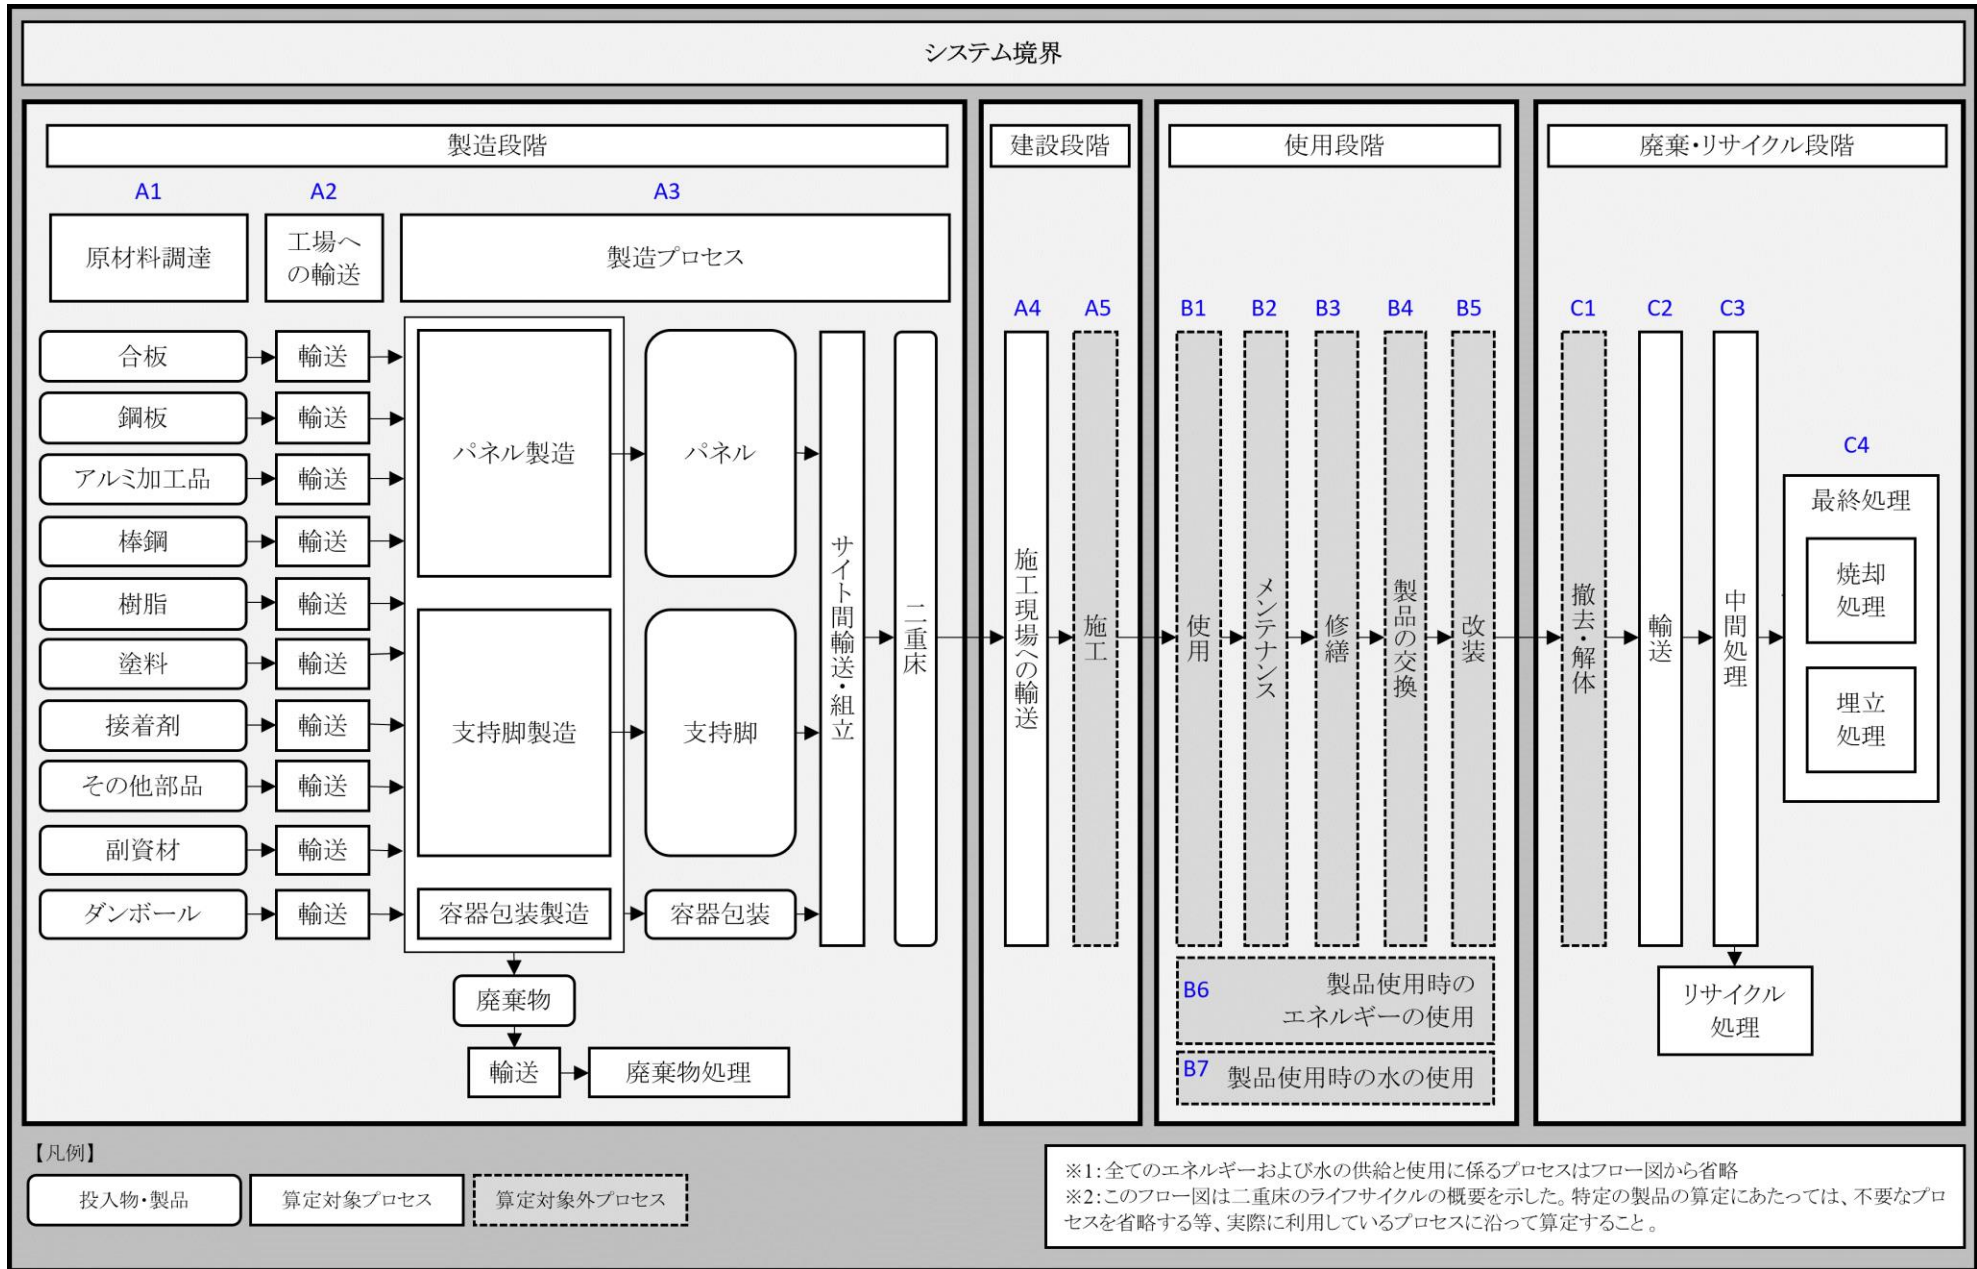 システム境界
製造段階
A1
A2
A3
原材料調達
工場へ
の輸送
製造プロセス
合板
輸送
鋼板
輸送
アルミ加工品
輸送
棒鋼
輸送
樹脂
輸送
塗料
輸送
接着剤
輸送
その他部品
輸送
副資材
輸送
ダンボール
輸送
パネル製造
パネル
支持脚製造
支持脚
容器包装製造
容器包装
サイト間輸送・組立
二重床
廃棄物
輸送
廃棄物処理
建設段階
A4
A5
施工現場への輸送
施工
使用段階
B1
B2
B3
B4
B5
使用
メンテナンス
修繕
製品の交換
改装
B6
製品使用時の
エネルギーの使用
B7
製品使用時の水の使用
廃棄・リサイクル段階
C1
C2
C3
C4
撤去・解体
輸送
中間処理
最終処理
焼却
処理
埋立
処理
リサイクル
処理
【凡例】
投入物・製品
算定対象プロセス
算定対象外プロセス
※1:全てのエネルギーおよび水の供給と使用に係るプロセスはフロー図から省略
※2:このフロー図は二重床のライフサイクルの概要を示した。特定の製品の算定にあたっては、不要なプロ
セスを省略する等、実際に利用しているプロセスに沿って算定すること。